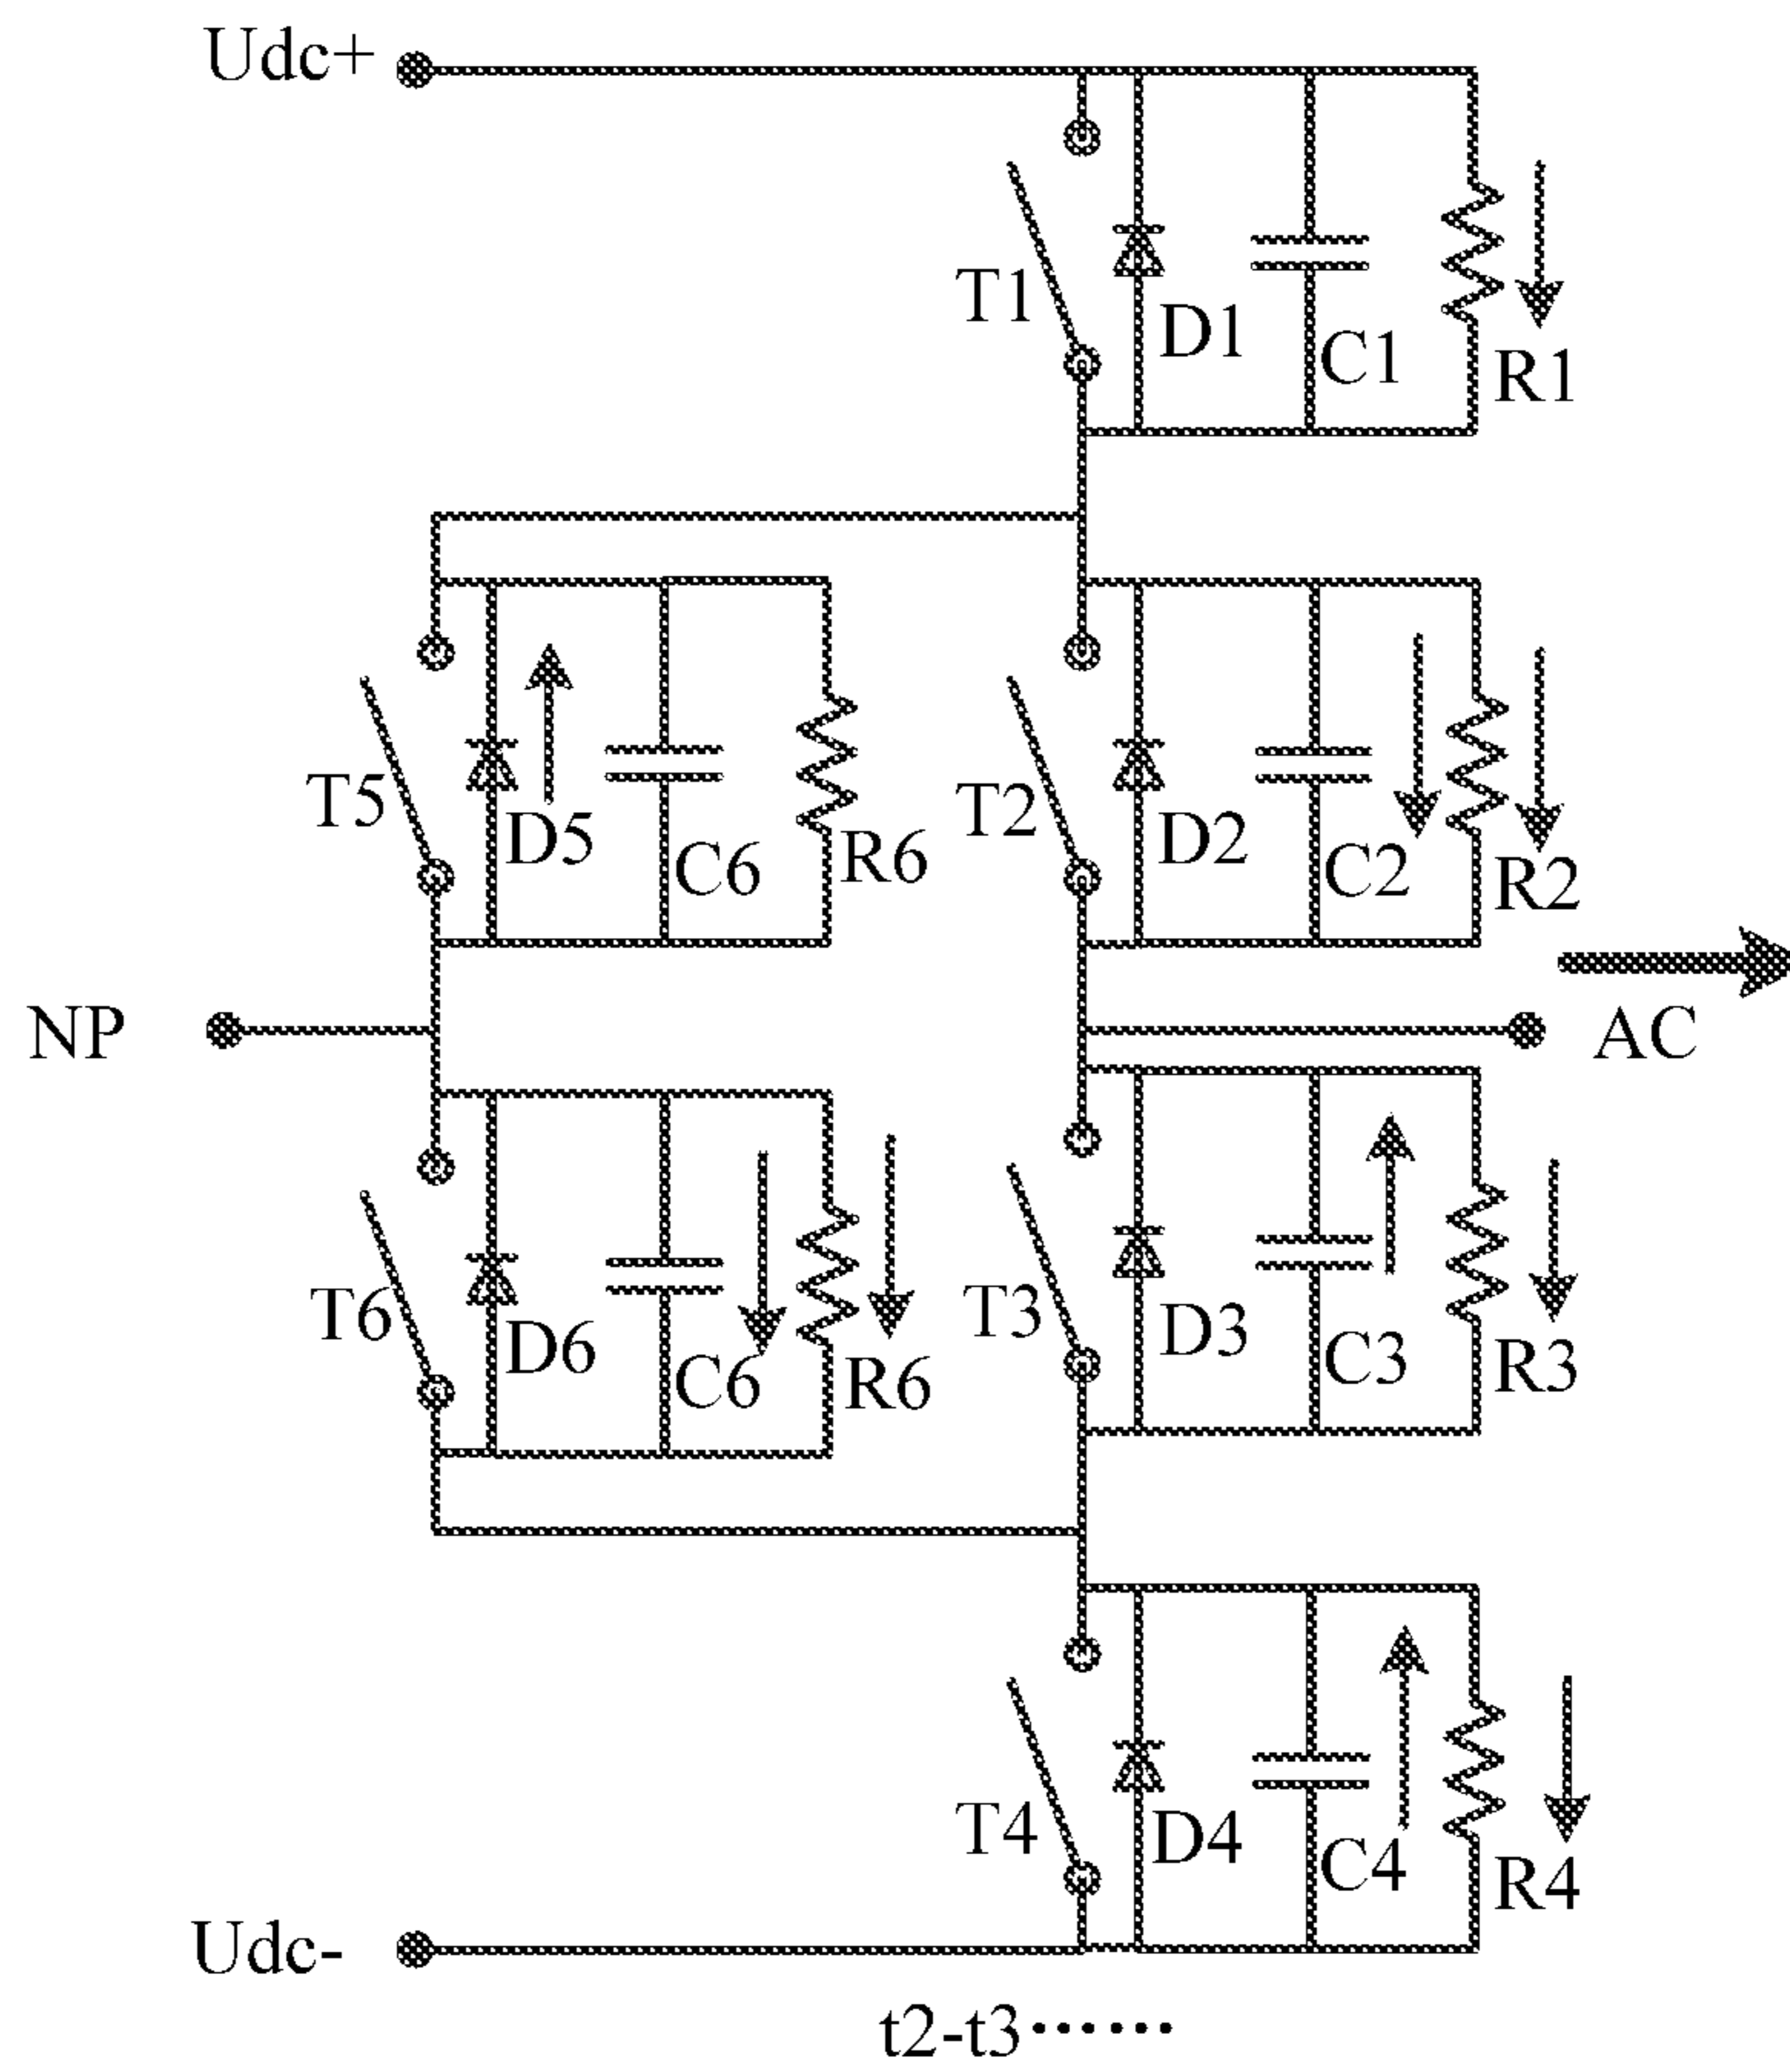 Udc+
T1
D1
C1
R1
T5
D5
C6
R6
T2
D2
C2
R2
NP
AC
T6
D6
C6
R6
T3
D3
C3
R3
T4
D4
C4
R4
Udc-
t2-t3······